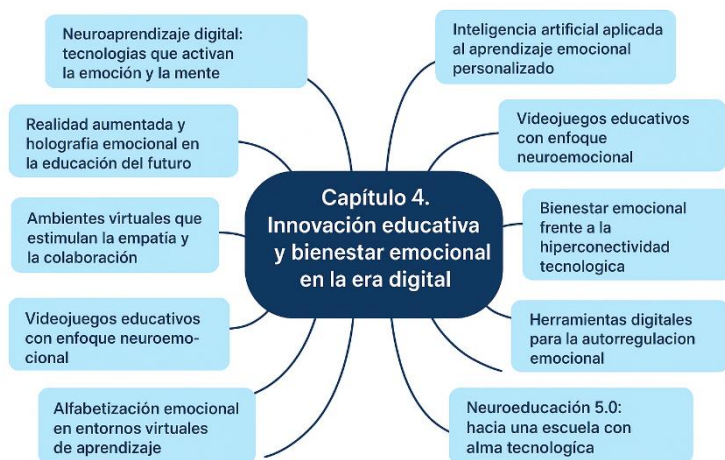 Neuroaprendizaje digital:
tecnologías que activan
la emoción y la mente
Inteligencia artificial aplicada
al aprendizaje emocional
personalizado
Realidad aumentada y
holografia emocional en
la educación del futuro
Videojuegos educativos
con enfoque
neuroemocional
Capítulo 4.
Innovación educativa
y bienestar emocional
en la era digital
Ambientes virtuales que
estimulan la empatía y
la colaboración
Bienestar emocional
frente a la
hiperconectividad
tecnologica
Videojuegos educativos
con enfoque neuroemo-
cional
Herramientas digitales
para la autorregulacion
emocional
Alfabetización emocional
en entornos virtuales
de aprendizaje
Neuroeducación 5.0:
hacia una escuela con
alma tecnologíca